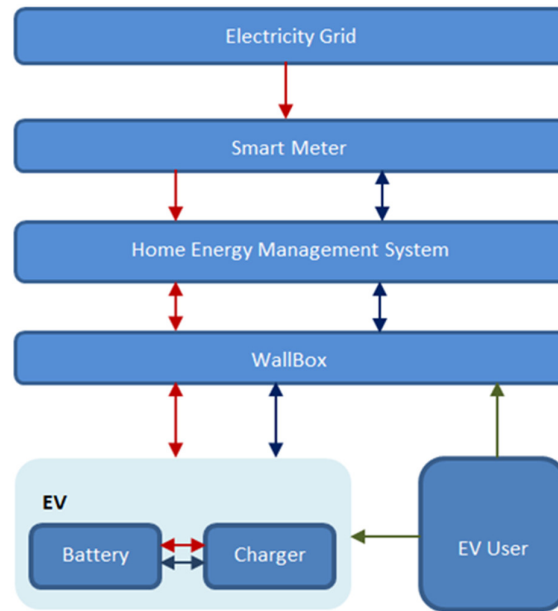 Electricity Grid
Smart Meter
Home Energy Management System
WallBox
EV
Battery
Charger
EV User